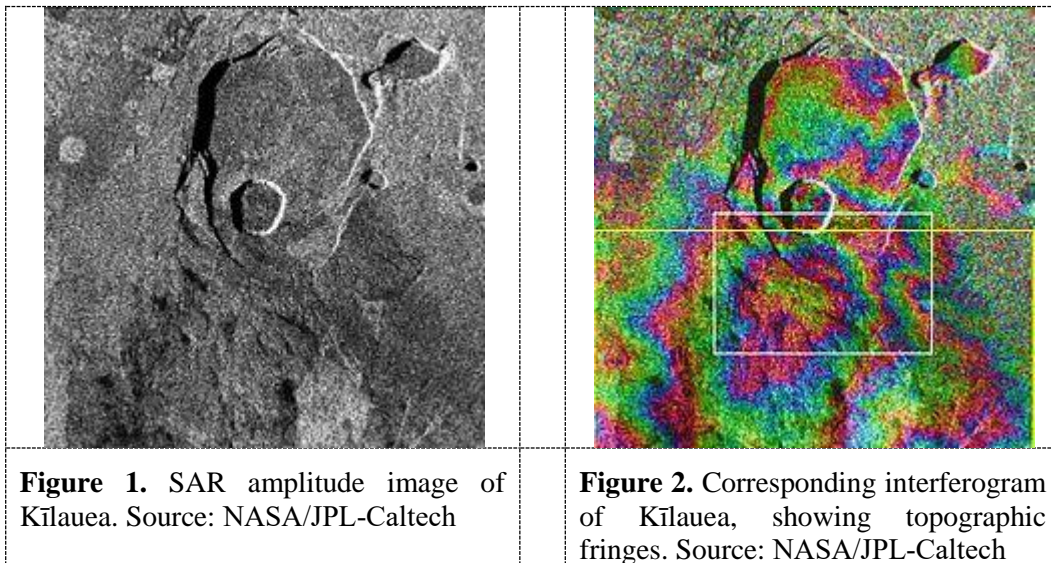 Figure 1. SAR amplitude image of
Kīlauea. Source: NASA/JPL-Caltech
Figure 2. Corresponding interferogram
of Kīlauea, showing topographic
fringes. Source: NASA/JPL-Caltech